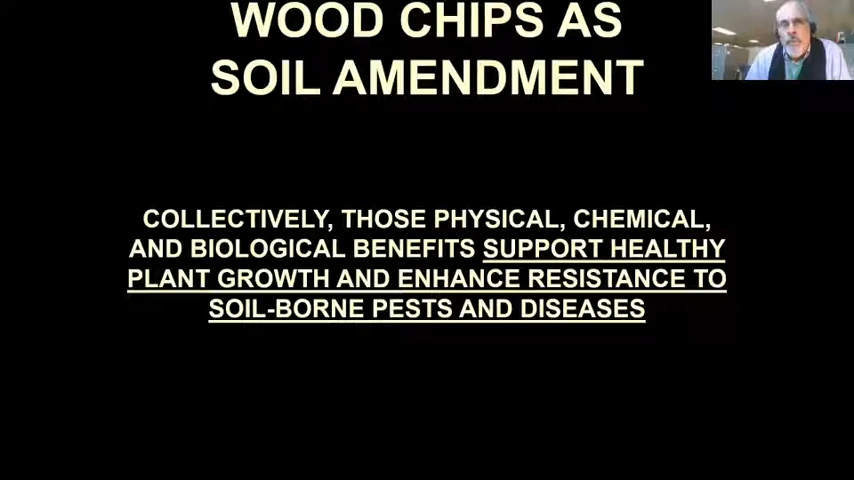 WOOD CHIPS AS
SOIL AMENDMENT
COLLECTIVELY, THOSE PHYSICAL, CHEMICAL,
AND BIOLOGICAL BENEFITS SUPPORT HEALTHY
PLANT GROWTH AND ENHANCE RESISTANCE TO
SOIL-BORNE PESTS AND DISEASES